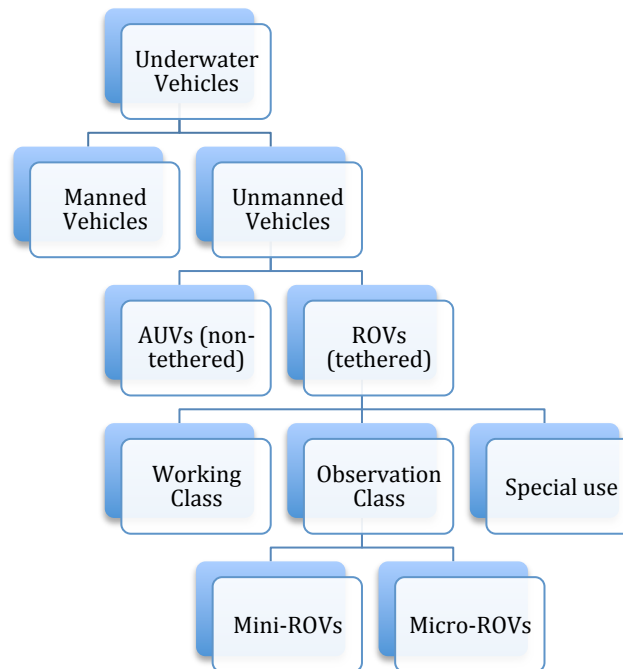 Underwater
Vehicles
Manned
Vehicles
Unmanned
Vehicles
AUVs (non-
tethered)
ROVs
(tethered)
Working
Class
Observation
Class
Special use
Mini-ROVs
Micro-ROVs